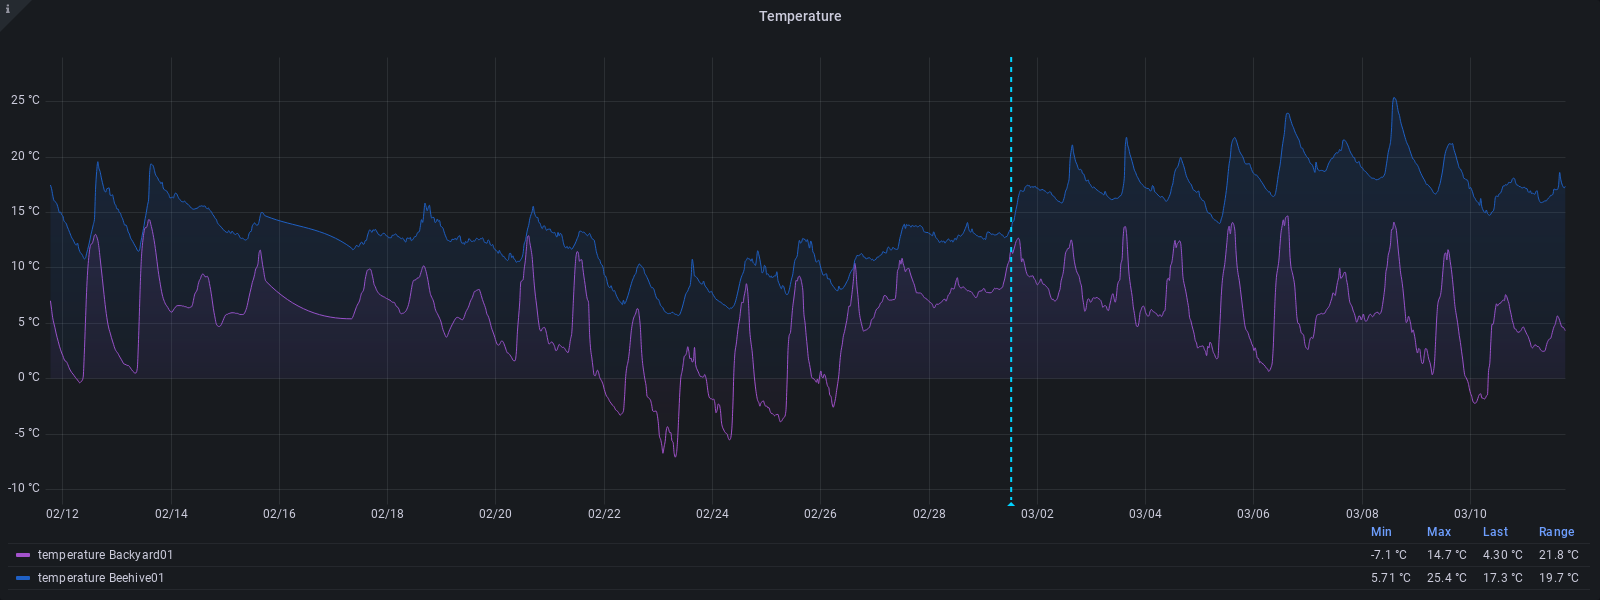 i
Temperature
25 °C
20 °C
15 °C
10 °C
5 °C
0 °C
-5 °C
-10 °C
02/12 02/14 02/16 02/18 02/20 02/22 02/24 02/26 02/28 03/02 03/04 03/06 03/08 03/10
Min Max Last Range
temperature Backyard01 -7.1 °C 14.7 °C 4.30 °C 21.8 °C
temperature Beehive01 5.71 °C 25.4 °C 17.3 °C 19.7 °C